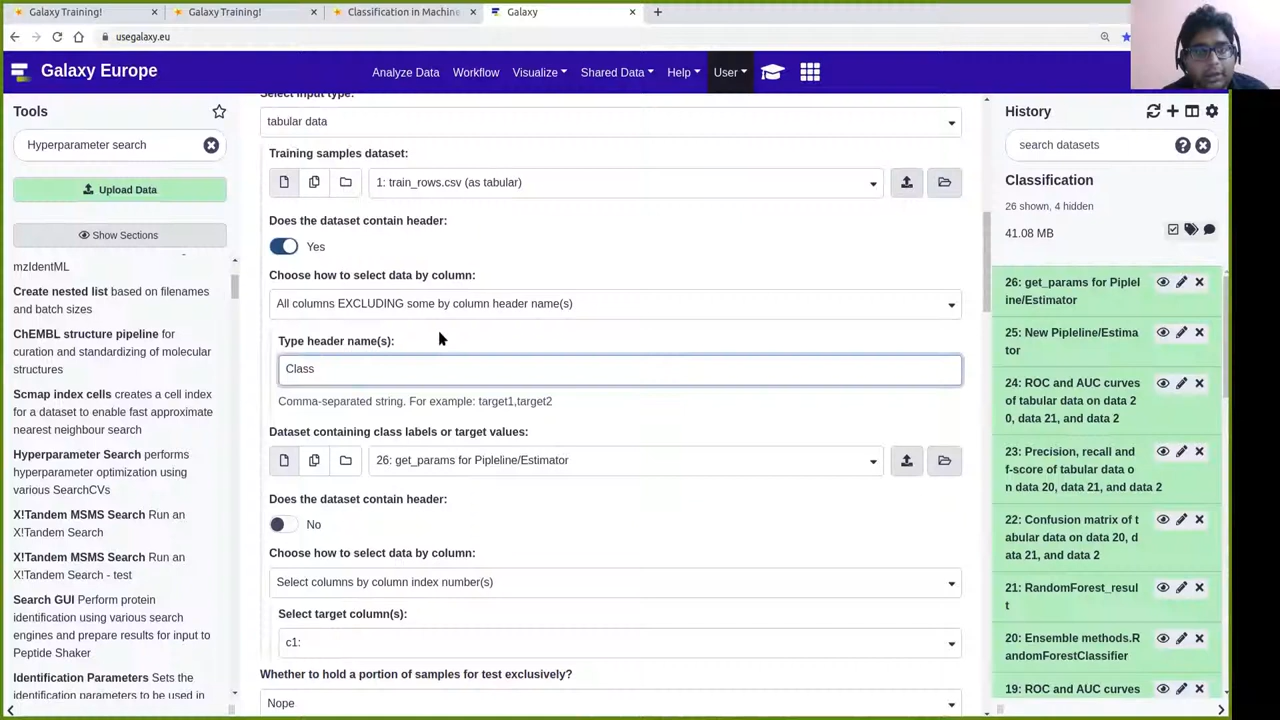 Galaxy Training!
Galaxy Training!
Classification in Machine
Galaxy
usegalaxy.eu
Galaxy Europe
Analyze Data
Workflow
Visualize
Shared Data
Help
User
Tools
Hyperparameter search
Upload Data
Show Sections
mzIdentML
Create nested list based on filenames
and batch sizes
ChEMBL structure pipeline for
curation and standardizing of molecular
structures
Scmap index cells creates a cell index
for a dataset to enable fast approximate
nearest neighbour search
Hyperparameter Search performs
hyperparameter optimization using
various SearchCVs
X!Tandem MSMS Search Run an
X!Tandem Search
X!Tandem MSMS Search Run an
X!Tandem Search - test
Search GUI Perform protein
identification using various search
engines and prepare results for input to
Peptide Shaker
Identification Parameters Sets the
identification parameters to be used in
Select input type:
tabular data
Training samples dataset:
1: train_rows.csv (as tabular)
Does the dataset contain header:
Yes
Choose how to select data by column:
All columns EXCLUDING some by column header name(s)
Type header name(s):
Class
Comma-separated string. For example: target1,target2
Dataset containing class labels or target values:
26: get_params for Pipleline/Estimator
Does the dataset contain header:
No
Choose how to select data by column:
Select columns by column index number(s)
Select target column(s):
c1:
Whether to hold a portion of samples for test exclusively?
Nope
History
search datasets
Classification
26 shown, 4 hidden
41.08 MB
26: get_params for Piplel
ine/Estimator
25: New Pipleline/Estima
tor
24: ROC and AUC curves
of tabular data on data 2
0, data 21, and data 2
23: Precision, recall and
f-score of tabular data o
n data 20, data 21, and data 2
22: Confusion matrix of t
abular data on data 20, d
ata 21, and data 2
21: RandomForest_resul
t
20: Ensemble methods.R
andomForestClassifier
19: ROC and AUC curves